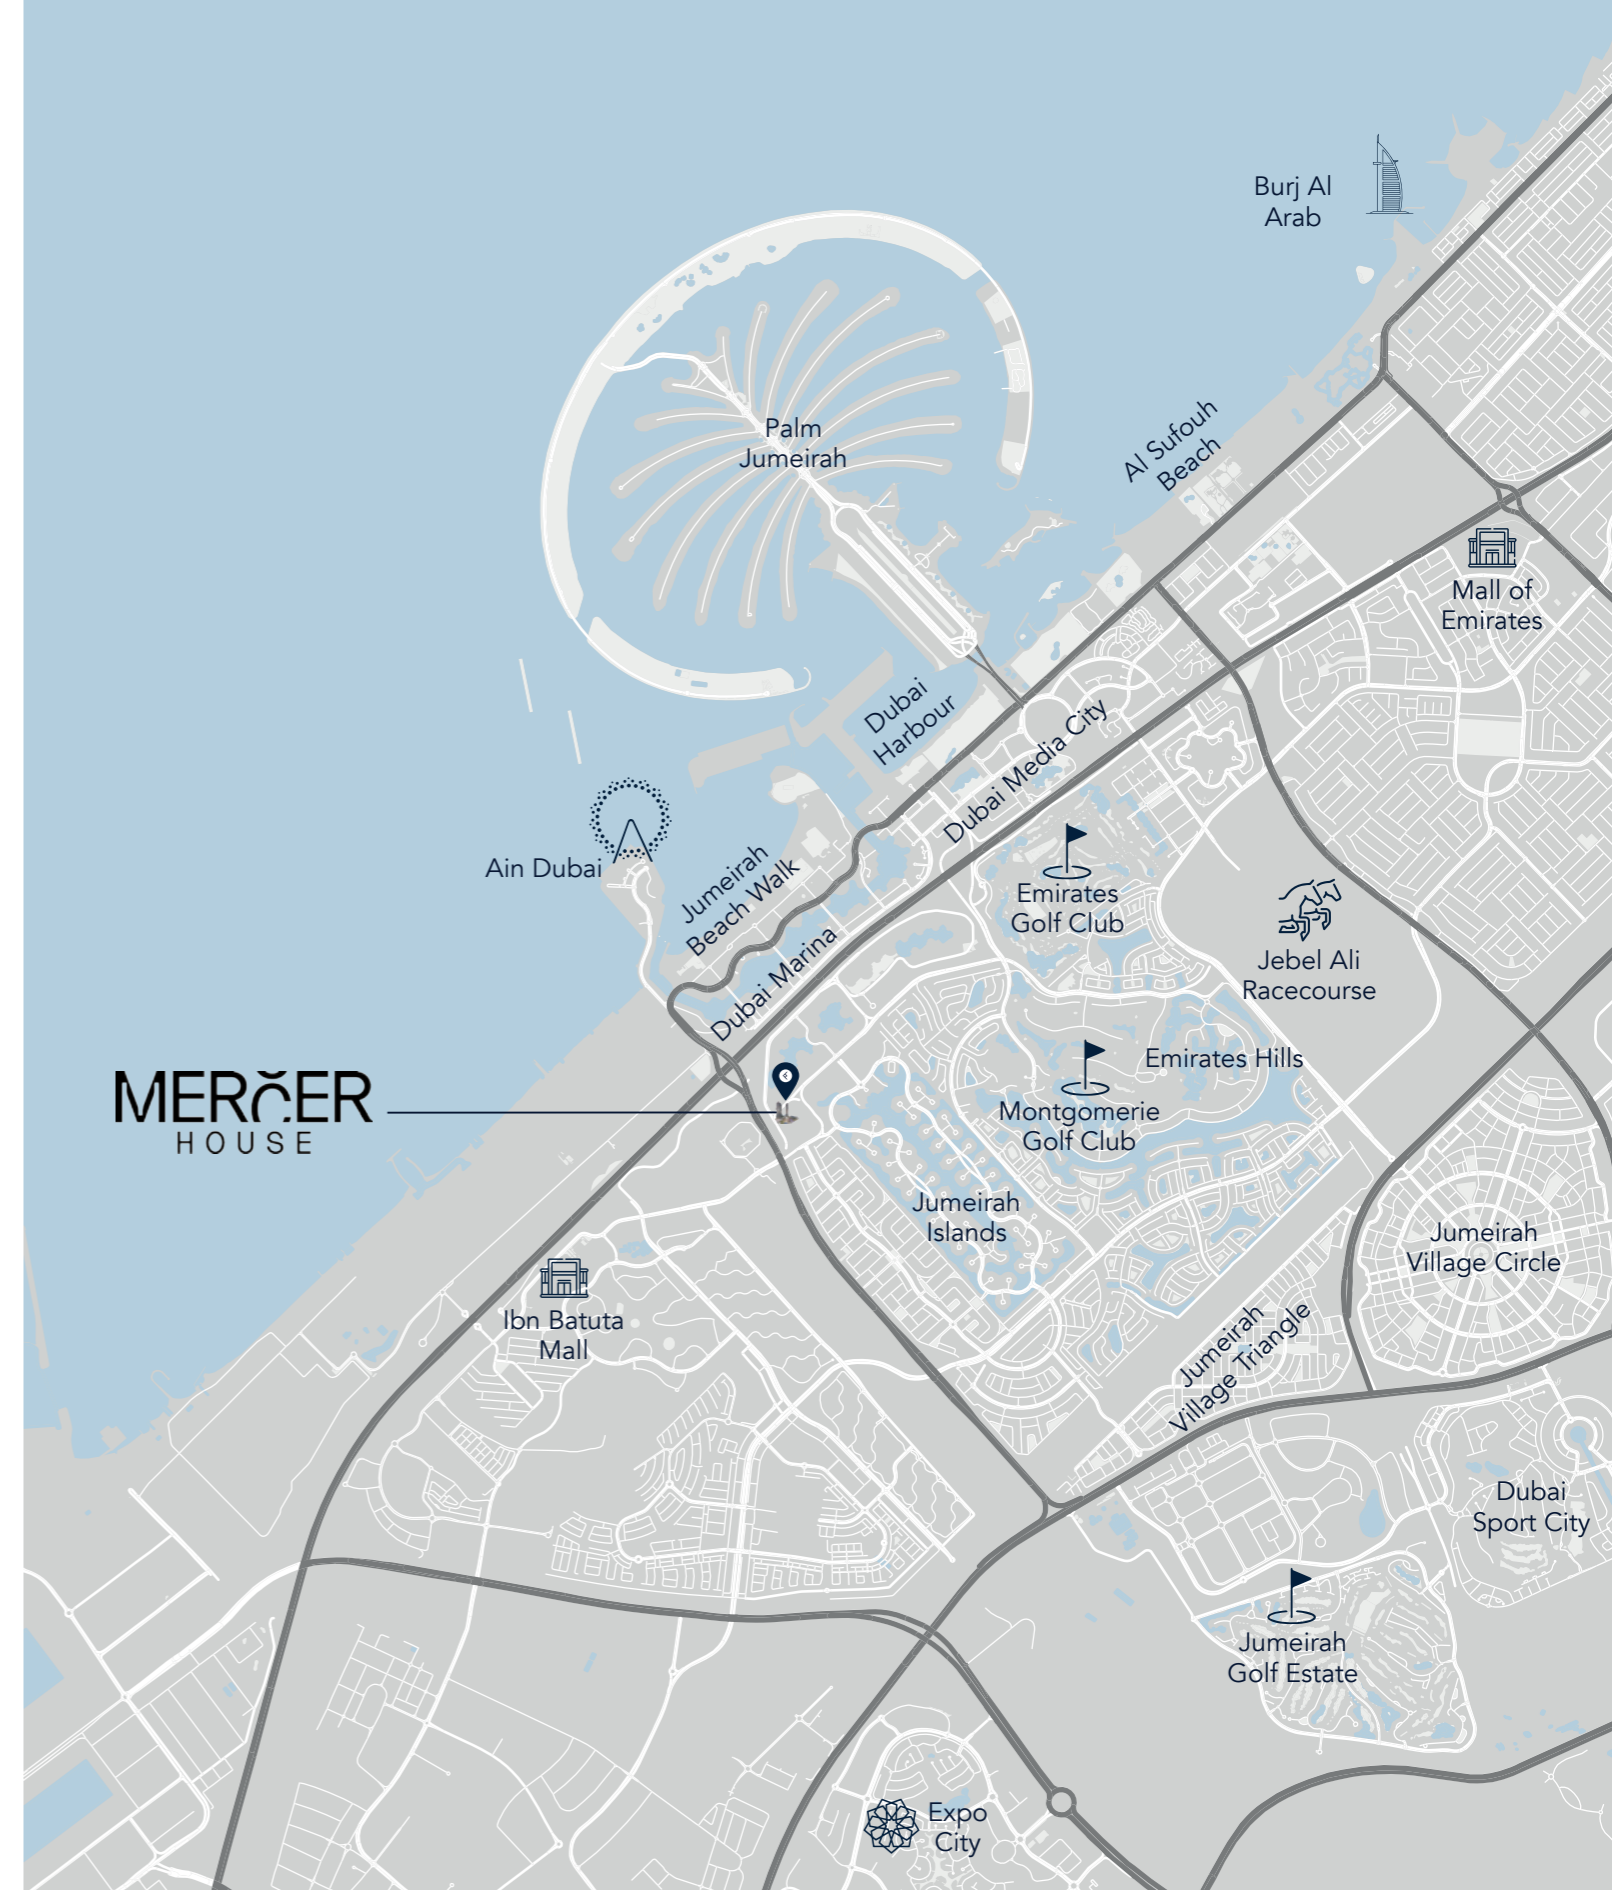 Burj Al
Arab
Palm
Jumeirah
Al Sufouh
Beach
Mall of
Emirates
Dubai
Harbour
Dubai Media City
Ain Dubai
Jumeirah
Beach Walk
Emirates
Golf Club
Jebel Ali
Racecourse
Dubai Marina
Emirates Hills
MERCER
HOUSE
Montgomerie
Golf Club
Jumeirah
Islands
Jumeirah
Village Circle
Ibn Batuta
Mall
Jumeirah
Village Triangle
Dubai
Sport City
Jumeirah
Golf Estate
Expo
City